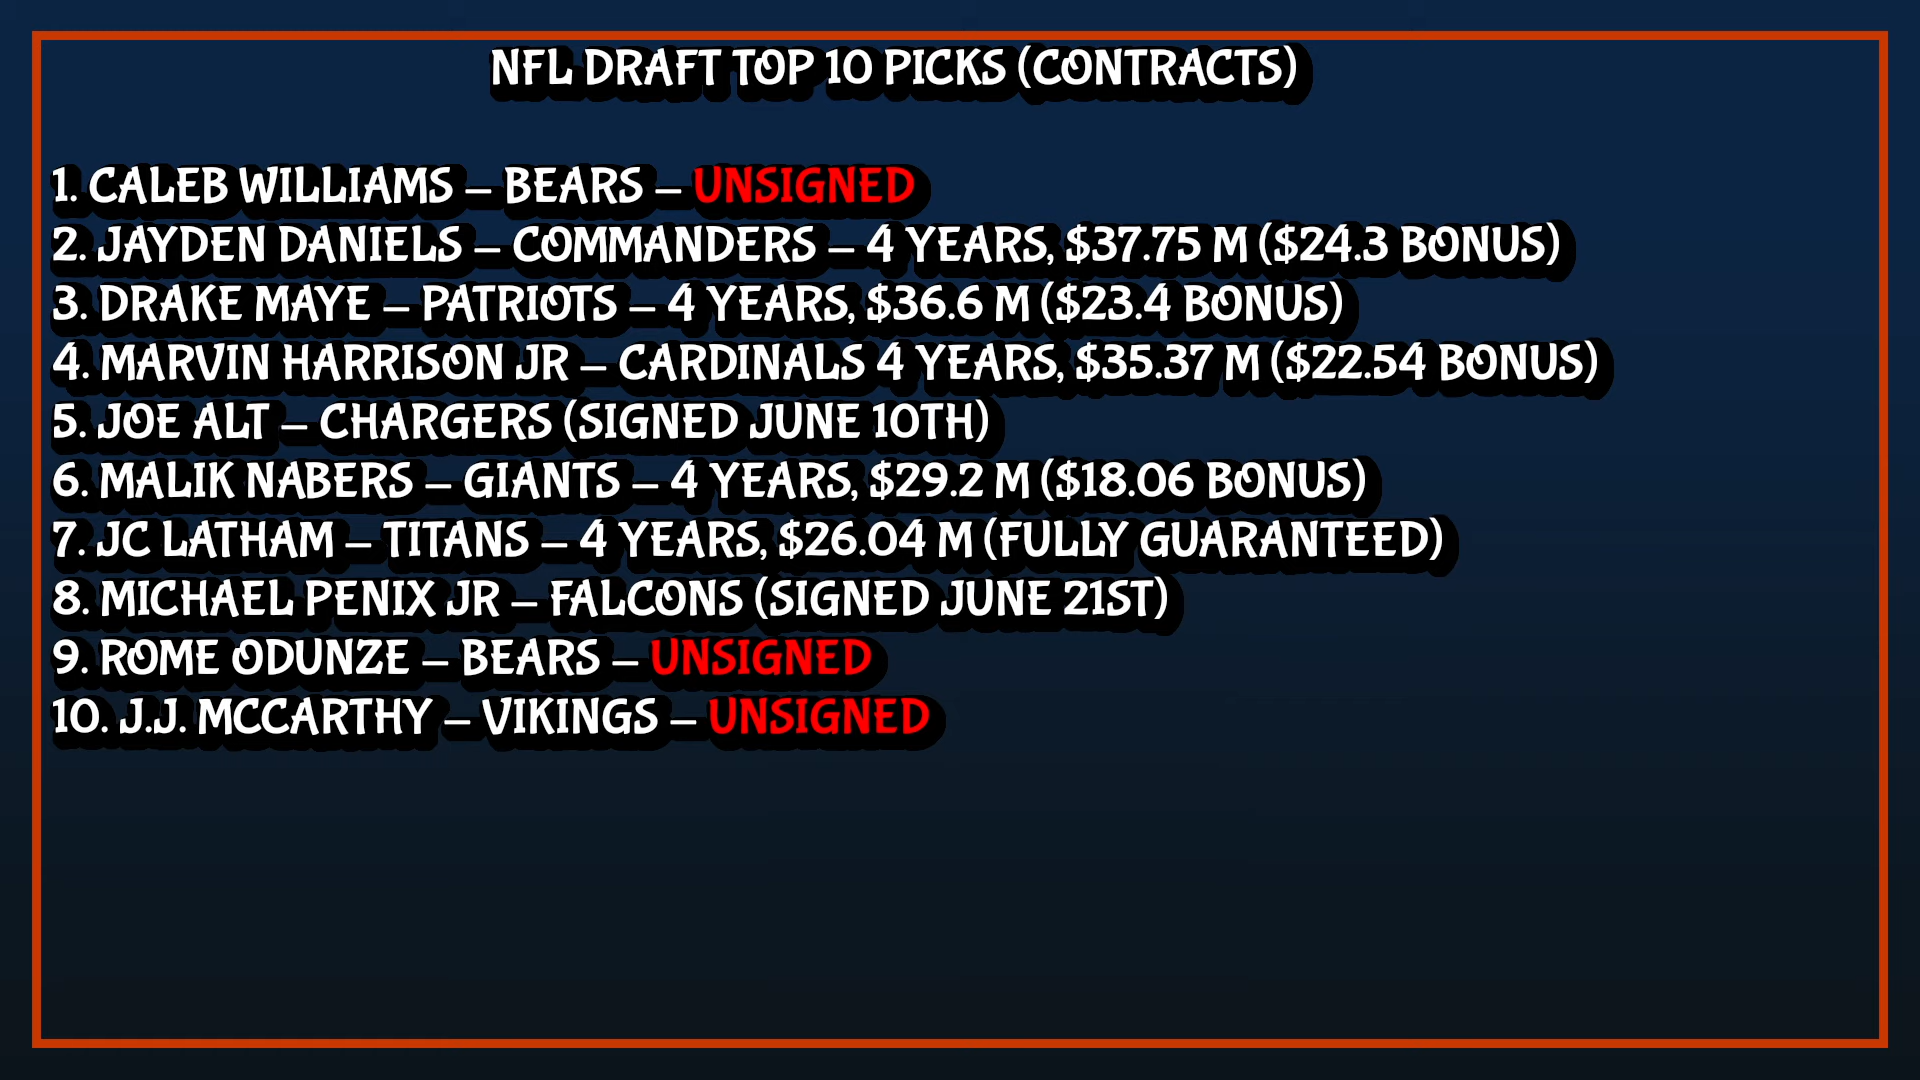 NFL DRAFT TOP 10 PICKS (CONTRACTS)
1. CALEB WILLIAMS – BEARS – UNSIGNED
2. JAYDEN DANIELS – COMMANDERS – 4 YEARS, $37.75 M ($24.3 BONUS)
3. DRAKE MAYE – PATRIOTS – 4 YEARS, $36.6 M ($23.4 BONUS)
4. MARVIN HARRISON JR – CARDINALS 4 YEARS, $35.37 M ($22.54 BONUS)
5. JOE ALT – CHARGERS (SIGNED JUNE 10TH)
6. MALIK NABERS – GIANTS – 4 YEARS, $29.2 M ($18.06 BONUS)
7. JC LATHAM – TITANS – 4 YEARS, $26.04 M (FULLY GUARANTEED)
8. MICHAEL PENIX JR – FALCONS (SIGNED JUNE 21ST)
9. ROME ODUNZE – BEARS – UNSIGNED
10. J.J. MCCARTHY – VIKINGS – UNSIGNED